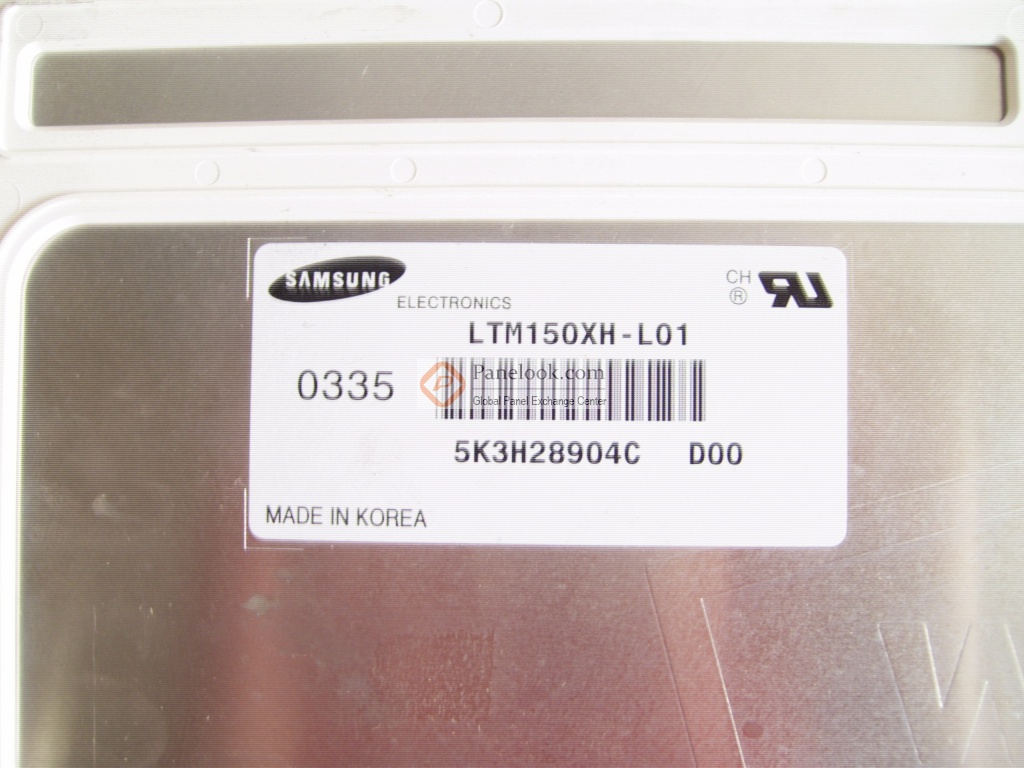 SAMSUNG
ELECTRONICS
CH
®
LTM150XH-L01
0335
Panelook.com
Global Panel Exchange Center
5K3H28904C D00
MADE IN KOREA